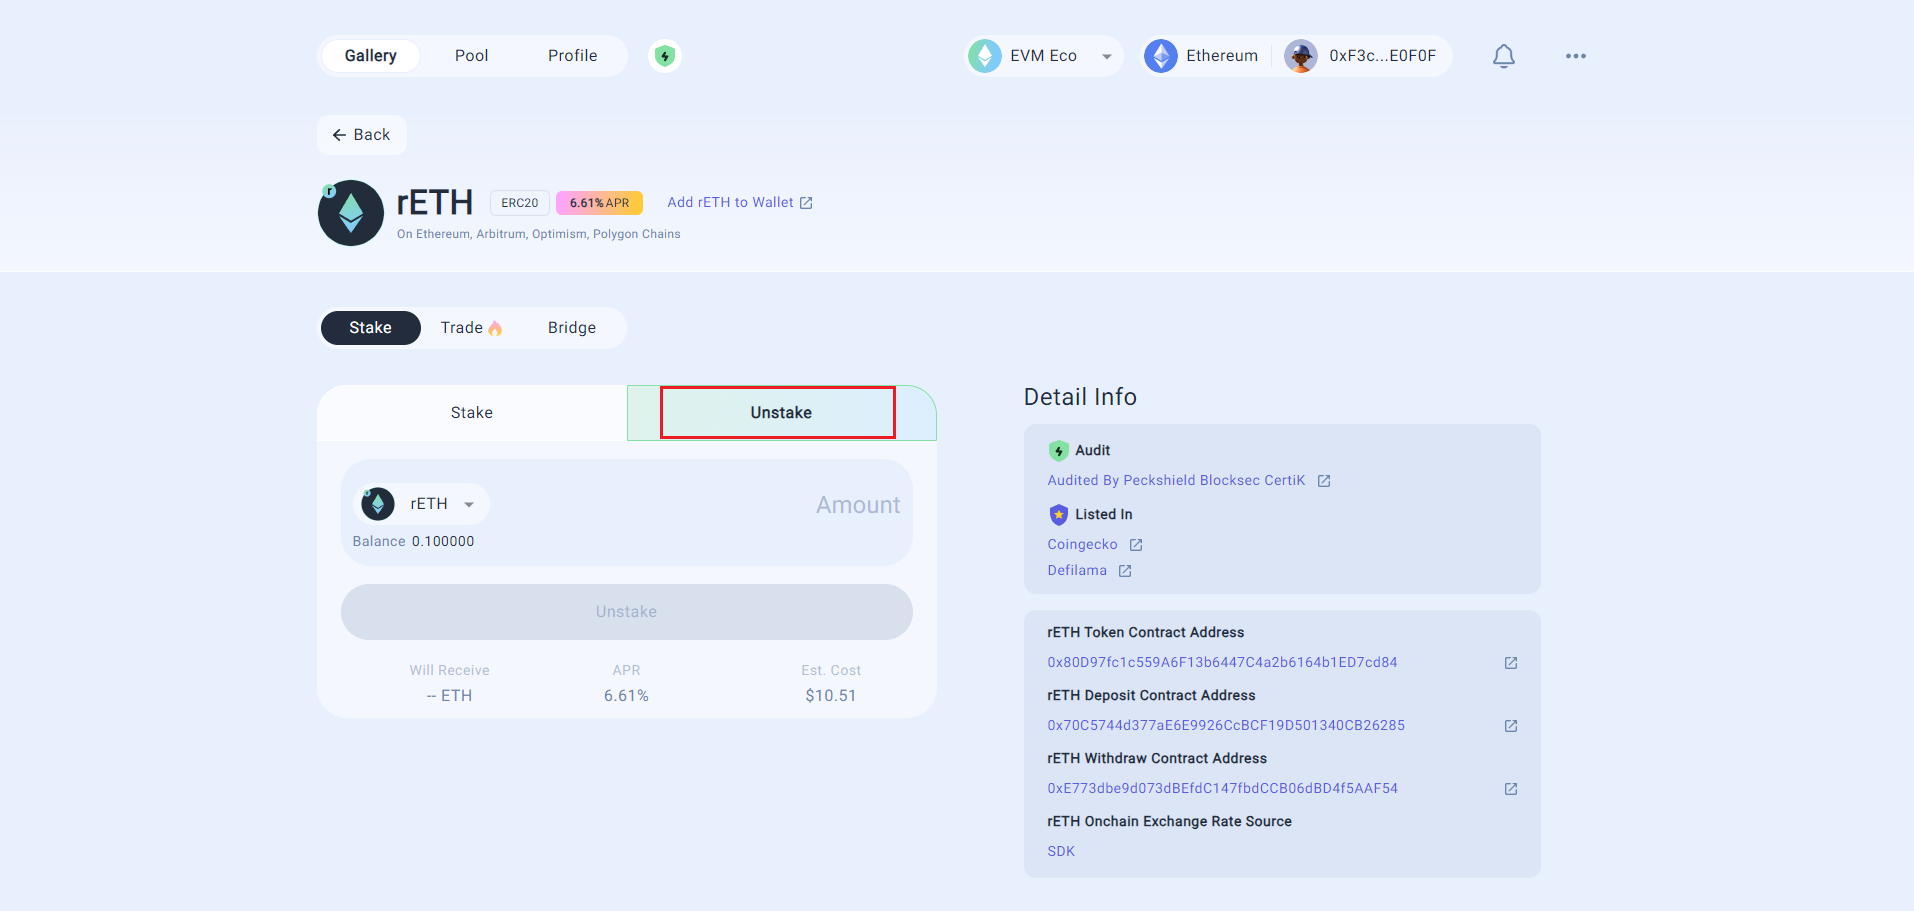 Gallery
Pool
Profile
EVM Eco
Ethereum
0xF3c...E0F0F
Back
r
rETH
ERC20
6.61% APR
Add rETH to Wallet
On Ethereum, Arbitrum, Optimism, Polygon Chains
Stake
Trade
Bridge
Stake
Unstake
rETH
Amount
Balance 0.100000
Unstake
Will Receive
APR
Est. Cost
-- ETH
6.61%
$10.51
Detail Info
Audit
Audited By Peckshield Blocksec CertiK
Listed In
Coingecko
Defilama
rETH Token Contract Address
0x80D97fc1c559A6F13b6447C4a2b6164b1ED7cd84
rETH Deposit Contract Address
0x70C5744d377aE6E9926CcBCF19D501340CB26285
rETH Withdraw Contract Address
0xE773dbe9d073dBEfdC147fbdCCB06dBD4f5AAF54
rETH Onchain Exchange Rate Source
SDK